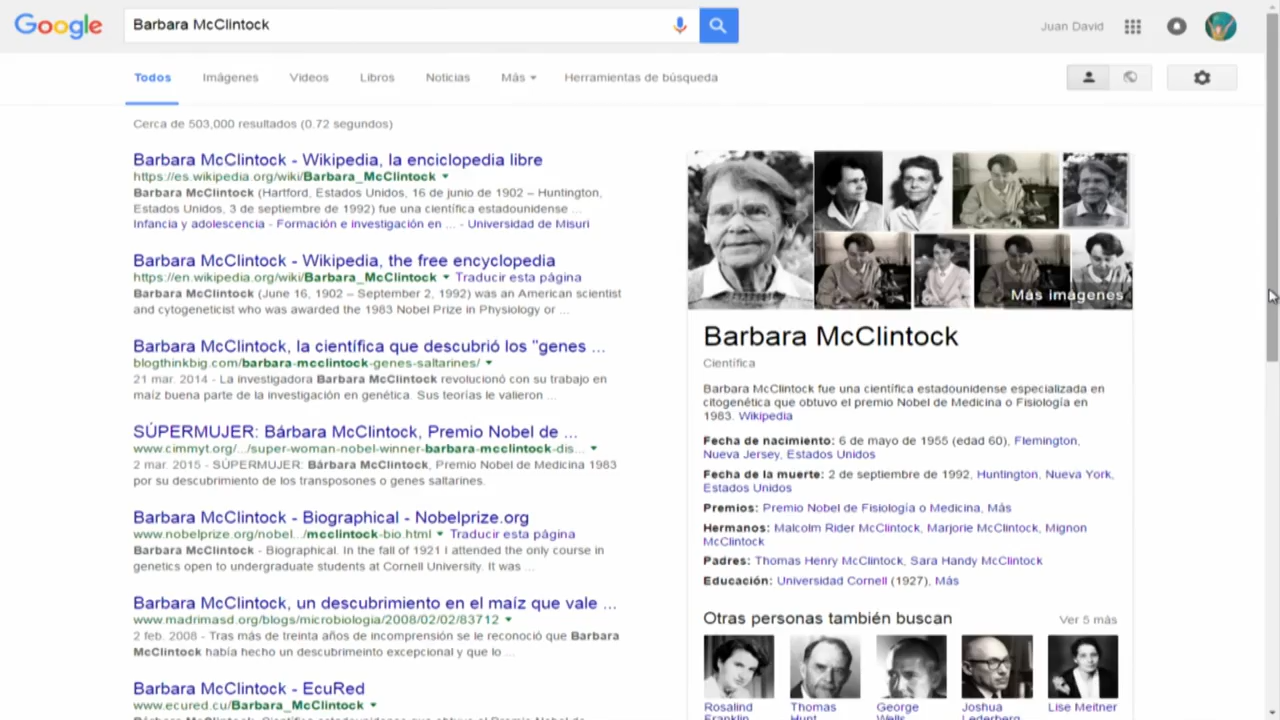 Google
Barbara McClintock
Juan David
Todos Imágenes Videos Libros Noticias Más Herramientas de búsqueda
Cerca de 503,000 resultados (0.72 segundos)
Barbara McClintock - Wikipedia, la enciclopedia libre
https://es.wikipedia.org/wiki/Barbara_McClintock
Barbara McClintock (Hartford, Estados Unidos, 16 de junio de 1902 – Huntington,
Estados Unidos, 3 de septiembre de 1992) fue una científica estadounidense ...
Infancia y adolescencia - Formación e investigación en ... - Universidad de Misuri
Barbara McClintock - Wikipedia, the free encyclopedia
https://en.wikipedia.org/wiki/Barbara_McClintock Traducir esta página
Barbara McClintock (June 16, 1902 – September 2, 1992) was an American scientist
and cytogeneticist who was awarded the 1983 Nobel Prize in Physiology or ...
Barbara McClintock, la científica que descubrió los "genes ...
blogthinkbig.com/barbara-mcclintock-genes-saltarines/
21 mar. 2014 - La investigadora Barbara McClintock revolucionó con su trabajo en
maíz buena parte de la investigación en genética. Sus teorías le valieron ...
SÚPERMUJER: Bárbara McClintock, Premio Nobel de ...
www.cimmyt.org/.../super-woman-nobel-winner-barbara-mcclintock-dis...
2 mar. 2015 - SÚPERMUJER: Bárbara McClintock, Premio Nobel de Medicina 1983
por su descubrimiento de los transposones o genes saltarines.
Barbara McClintock - Biographical - Nobelprize.org
www.nobelprize.org/nobel.../mcclintock-bio.html Traducir esta página
Barbara McClintock - Biographical. In the fall of 1921 I attended the only course in
genetics open to undergraduate students at Cornell University. It was ...
Barbara McClintock, un descubrimiento en el maíz que vale ...
www.madrimasd.org/blogs/microbiologia/2008/02/02/83712
2 feb. 2008 - Tras más de treinta años de incomprensión se le reconoció que Barbara
McClintock había hecho un descubrimeinto excepcional y que lo ...
Barbara McClintock - EcuRed
www.ecured.cu/Barbara_McClintock
Más imágenes
Barbara McClintock
Científica
Barbara McClintock fue una científica estadounidense especializada en
citogenética que obtuvo el premio Nobel de Medicina o Fisiología en
1983. Wikipedia
Fecha de nacimiento: 6 de mayo de 1955 (edad 60), Flemington,
Nueva Jersey, Estados Unidos
Fecha de la muerte: 2 de septiembre de 1992, Huntington, Nueva York,
Estados Unidos
Premios: Premio Nobel de Fisiología o Medicina, Más
Hermanos: Malcolm Rider McClintock, Marjorie McClintock, Mignon
McClintock
Padres: Thomas Henry McClintock, Sara Handy McClintock
Educación: Universidad Cornell (1927), Más
Otras personas también buscan Ver 5 más
Rosalind Thomas George Joshua Lise Meitner
Franklin Hunt Wells Lederberg